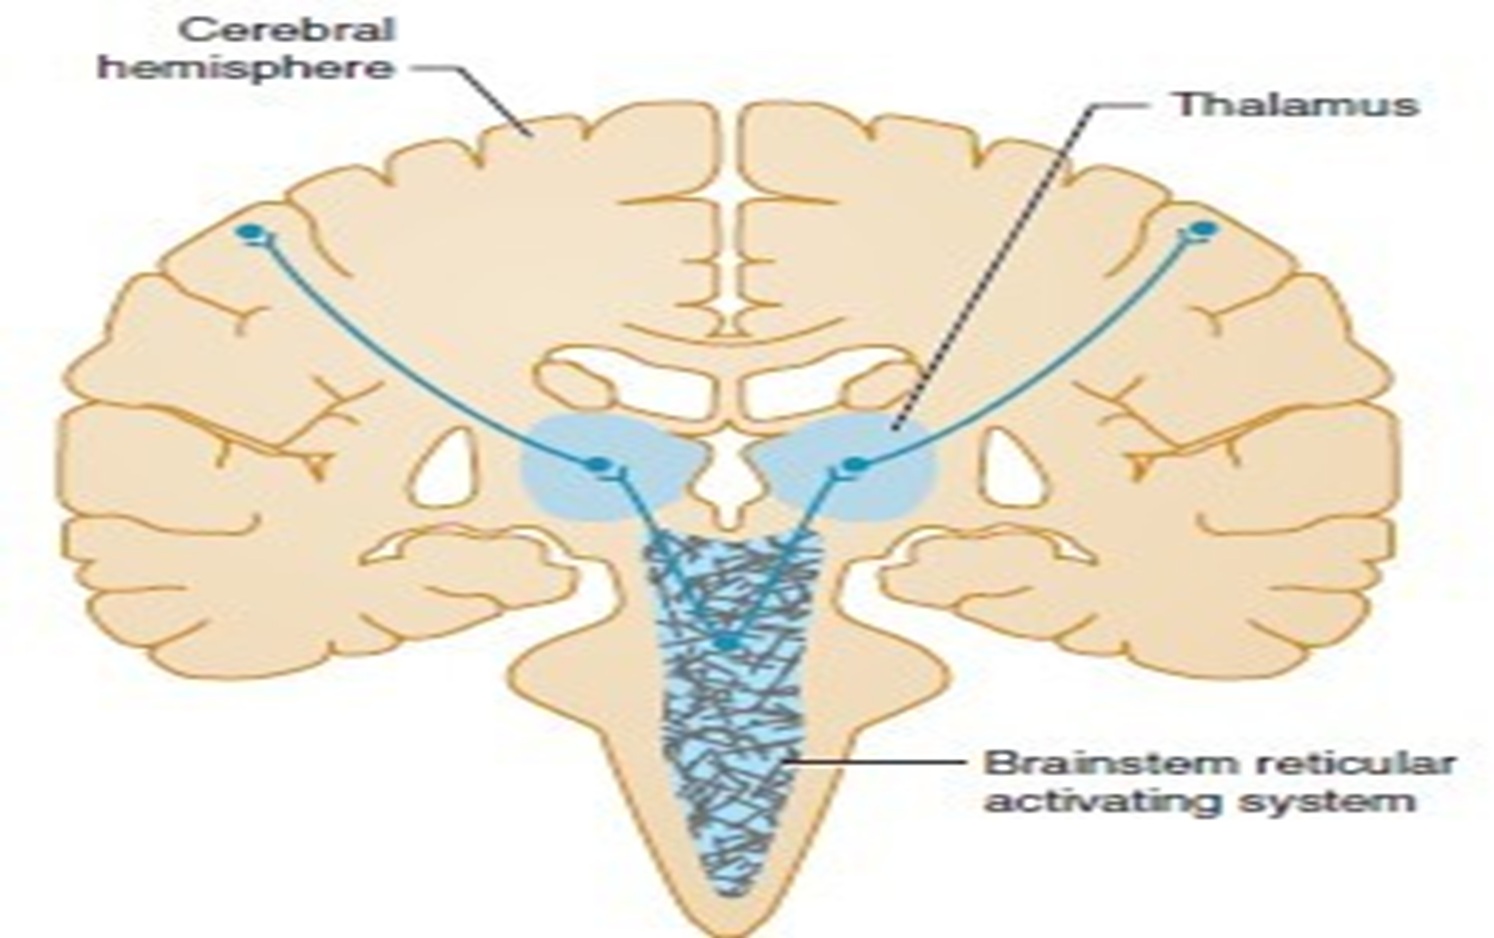 Cerebral
hemisphere
Thalamus
Brainstem reticular
activating system